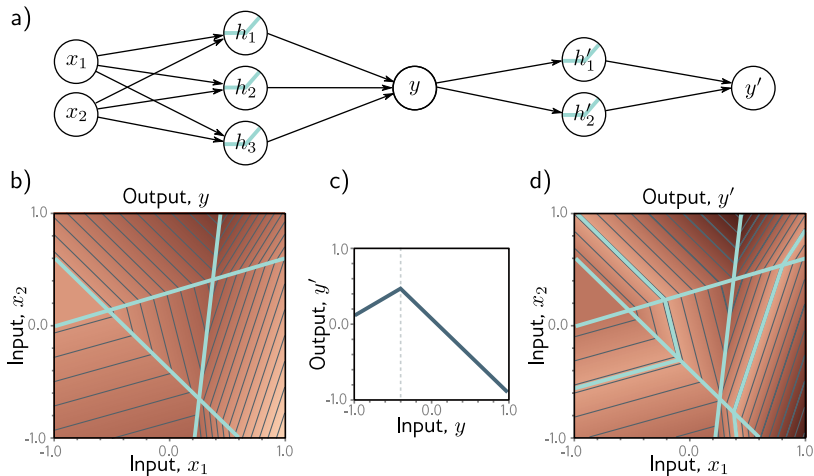 a)
x₁ x₂ h₁ h₂ h₃ y h′₁ h′₂ y′
b) c) d)
Output, y
Output, y′
1.0
0.0
-1.0
Input, x₂
-1.0 0.0 1.0
Input, x₁
1.0
0.0
-1.0
Output, y′
-1.0 0.0 1.0
Input, y
1.0
0.0
-1.0
Input, x₂
-1.0 0.0 1.0
Input, x₁